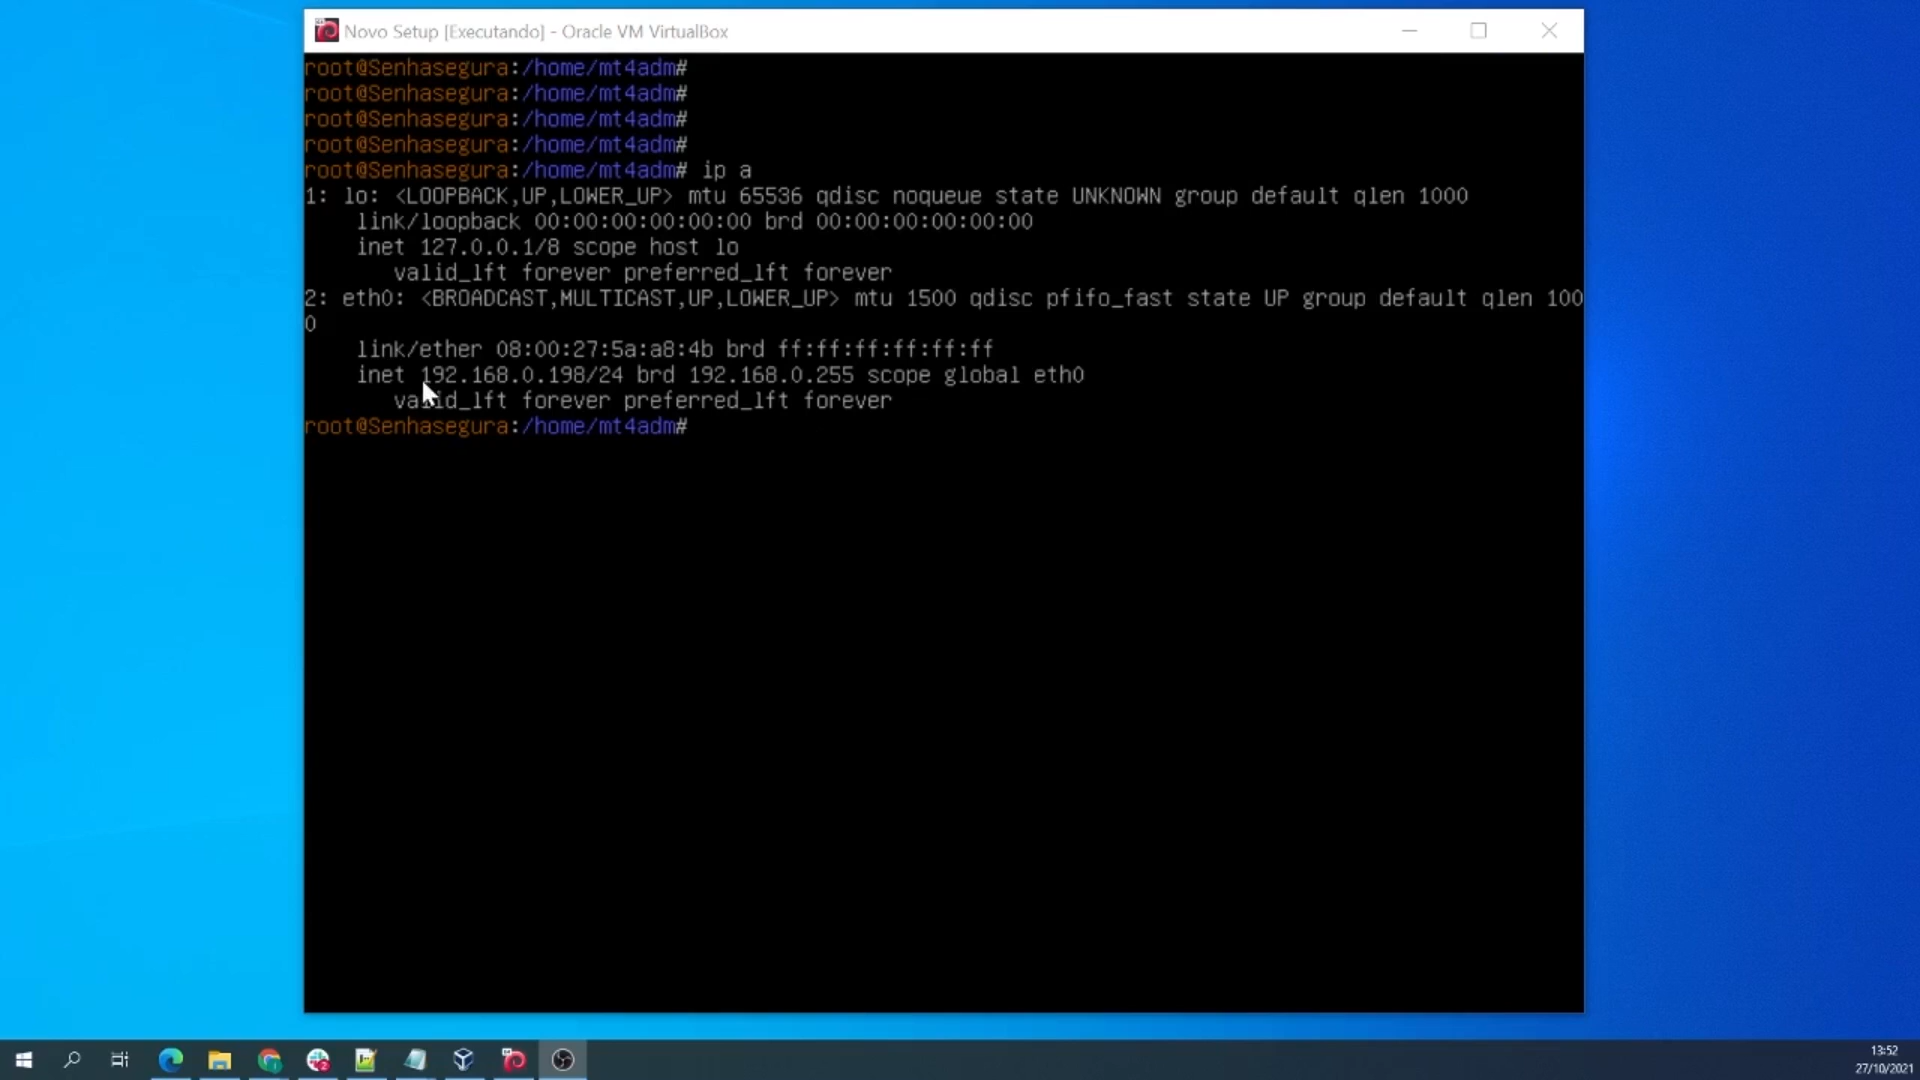 Novo Setup [Executando] - Oracle VM VirtualBox
root@Senhasegura:/home/mt4adm#
root@Senhasegura:/home/mt4adm#
root@Senhasegura:/home/mt4adm#
root@Senhasegura:/home/mt4adm#
root@Senhasegura:/home/mt4adm# ip a
1: lo: <LOOPBACK,UP,LOWER_UP> mtu 65536 qdisc noqueue state UNKNOWN group default qlen 1000
link/loopback 00:00:00:00:00:00 brd 00:00:00:00:00:00
inet 127.0.0.1/8 scope host lo
valid_lft forever preferred_lft forever
2: eth0: <BROADCAST,MULTICAST,UP,LOWER_UP> mtu 1500 qdisc pfifo_fast state UP group default qlen 100
0
link/ether 08:00:27:5a:a8:4b brd ff:ff:ff:ff:ff:ff
inet 192.168.0.198/24 brd 192.168.0.255 scope global eth0
valid_lft forever preferred_lft forever
root@Senhasegura:/home/mt4adm#
13:52
27/10/2021